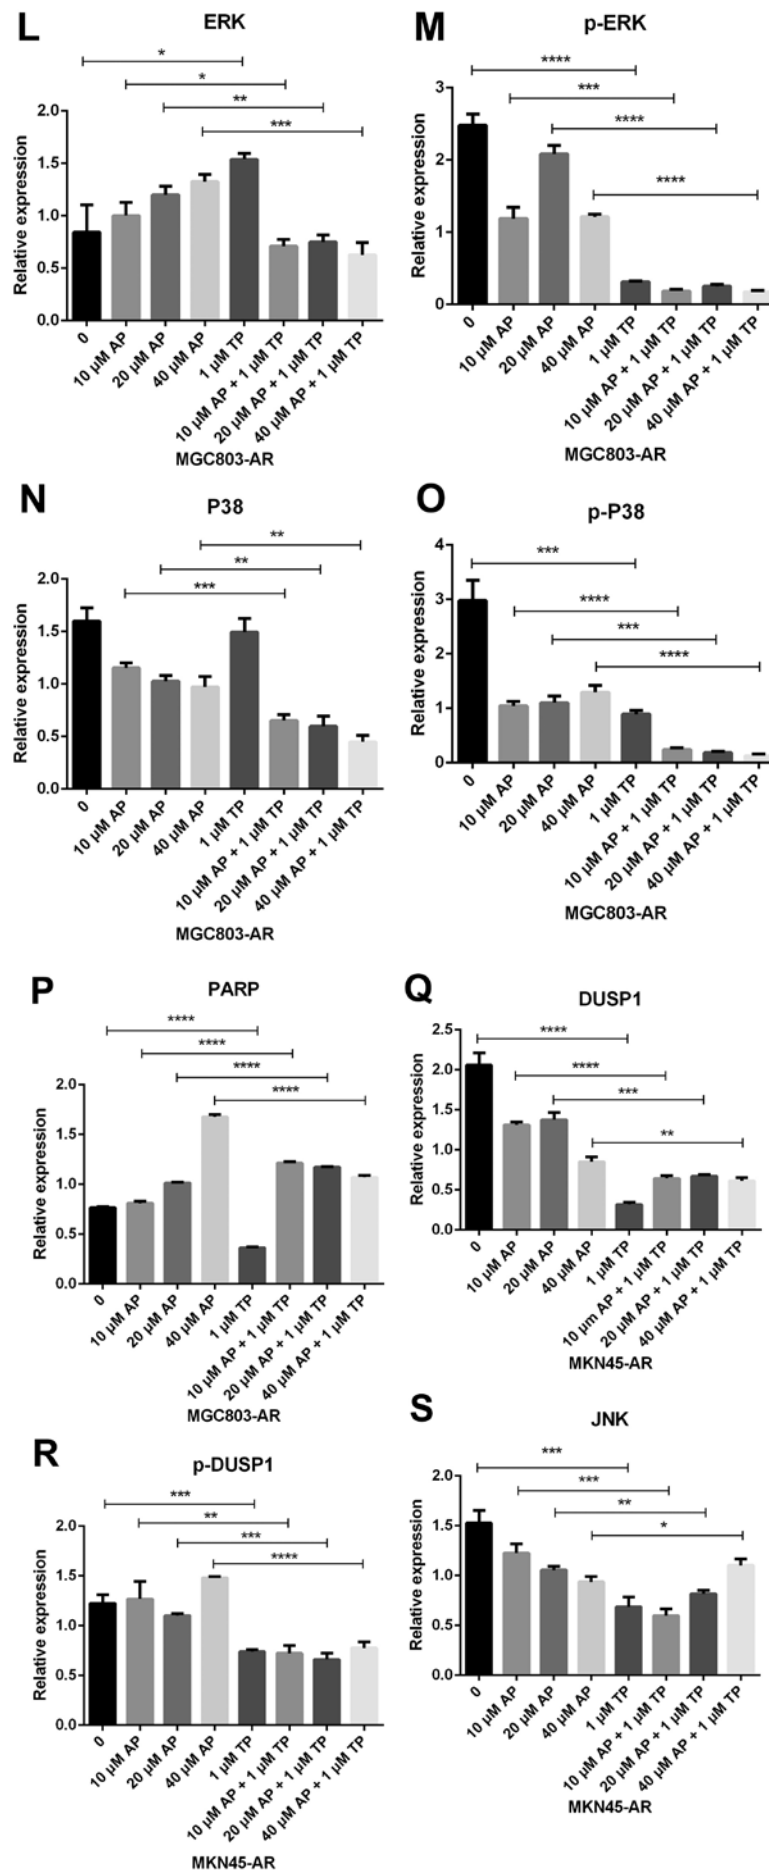 L
ERK
*
*
**
***
Relative expression
2.0
1.5
1.0
0.5
0.0
0
10 µM AP
20 µM AP
40 µM AP
1 µM TP
10 µM AP + 1 µM TP
20 µM AP + 1 µM TP
40 µM AP + 1 µM TP
MGC803-AR
M
p-ERK
****
***
****
****
Relative expression
3
2
1
0
0
10 µM AP
20 µM AP
40 µM AP
1 µM TP
10 µM AP + 1 µM TP
20 µM AP + 1 µM TP
40 µM AP + 1 µM TP
MGC803-AR
N
P38
**
**
***
Relative expression
2.0
1.5
1.0
0.5
0.0
0
10 µM AP
20 µM AP
40 µM AP
1 µM TP
10 µM AP + 1 µM TP
20 µM AP + 1 µM TP
40 µM AP + 1 µM TP
MGC803-AR
O
p-P38
***
****
***
****
Relative expression
4
3
2
1
0
0
10 µM AP
20 µM AP
40 µM AP
1 µM TP
10 µM AP + 1 µM TP
20 µM AP + 1 µM TP
40 µM AP + 1 µM TP
MGC803-AR
P
PARP
****
****
****
****
Relative expression
2.0
1.5
1.0
0.5
0.0
0
10 µM AP
20 µM AP
40 µM AP
1 µM TP
10 µM AP + 1 µM TP
20 µM AP + 1 µM TP
40 µM AP + 1 µM TP
MGC803-AR
Q
DUSP1
****
****
***
**
Relative expression
2.5
2.0
1.5
1.0
0.5
0.0
0
10 µM AP
20 µM AP
40 µM AP
1 µM TP
10 µm AP + 1 µM TP
20 µM AP + 1 µM TP
40 µM AP + 1 µM TP
MKN45-AR
R
p-DUSP1
***
**
***
****
Relative expression
2.0
1.5
1.0
0.5
0.0
0
10 µM AP
20 µM AP
40 µM AP
1 µM TP
10 µM AP + 1 µM TP
20 µM AP + 1 µM TP
40 µM AP + 1 µM TP
MKN45-AR
S
JNK
***
***
**
*
Relative expression
2.0
1.5
1.0
0.5
0.0
0
10 µM AP
20 µM AP
40 µM AP
1 µM TP
10 µM AP + 1 µM TP
20 µM AP + 1 µM TP
40 µM AP + 1 µM TP
MKN45-AR